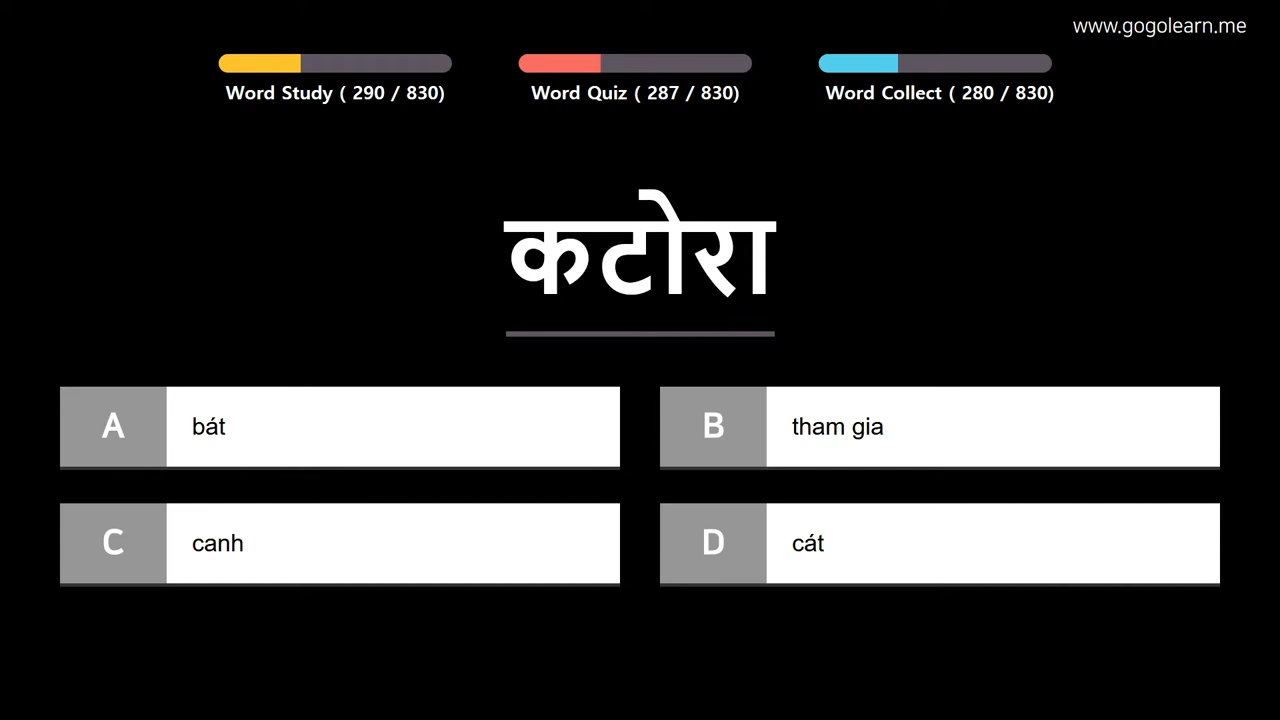 www.gogolearn.me
Word Study ( 290 / 830)
Word Quiz ( 287 / 830)
Word Collect ( 280 / 830)
कटोरा
A bát
B tham gia
C canh
D cát